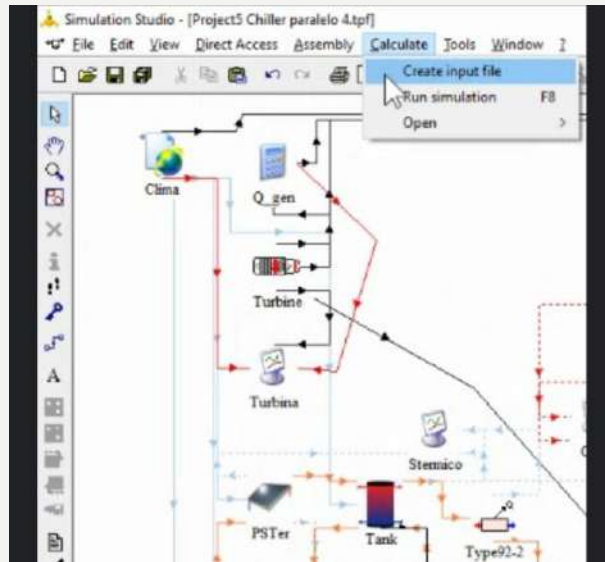 Simulation Studio - [Project5 Chiller paralelo 4.tpf]
File Edit View Direct Access Assembly Calculate Tools Window ?
Create input file
Run simulation F8
Open >
Clima
Q_gen
Turbine
Turbina
Stermico
PSTer
Tank
Type92-2
A